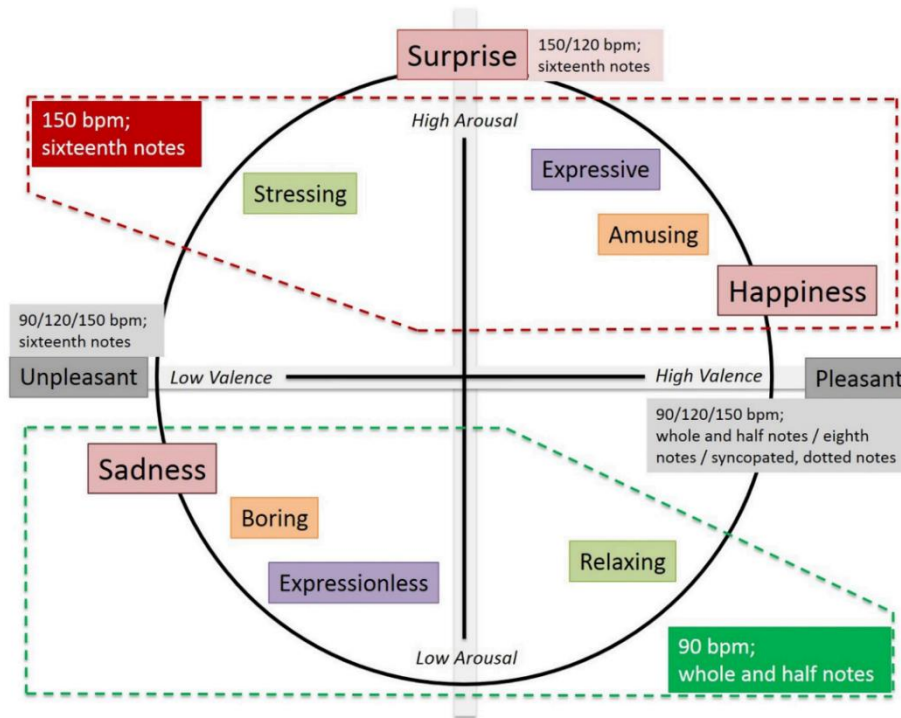 Surprise
150/120 bpm;
sixteenth notes
150 bpm;
sixteenth notes
High Arousal
Expressive
Stressing
Amusing
Happiness
90/120/150 bpm;
sixteenth notes
Unpleasant
Low Valence
High Valence
Pleasant
90/120/150 bpm;
whole and half notes / eighth
notes / syncopated, dotted notes
Sadness
Boring
Relaxing
Expressionless
Low Arousal
90 bpm;
whole and half notes